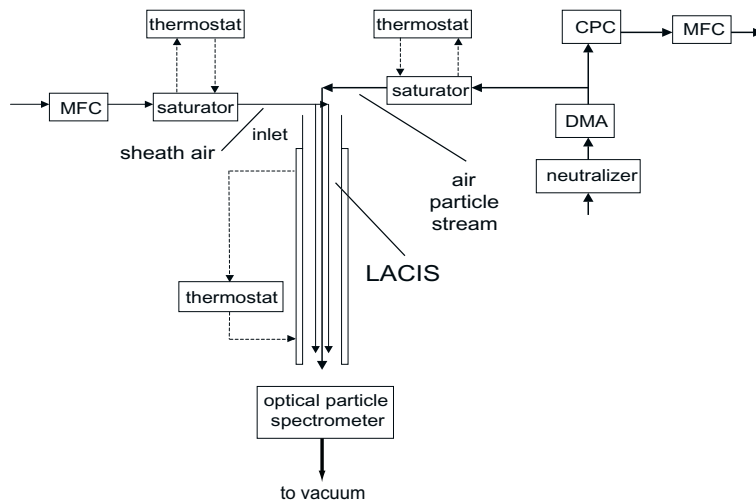 thermostat
thermostat
CPC
MFC
MFC
saturator
saturator
sheath air
inlet
DMA
neutralizer
air
particle
stream
LACIS
thermostat
optical particle
spectrometer
to vacuum